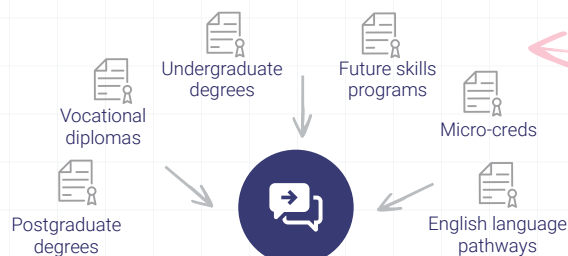 Undergraduate
degrees
Future skills
programs
Vocational
diplomas
Micro-creds
Postgraduate
degrees
English language
pathways